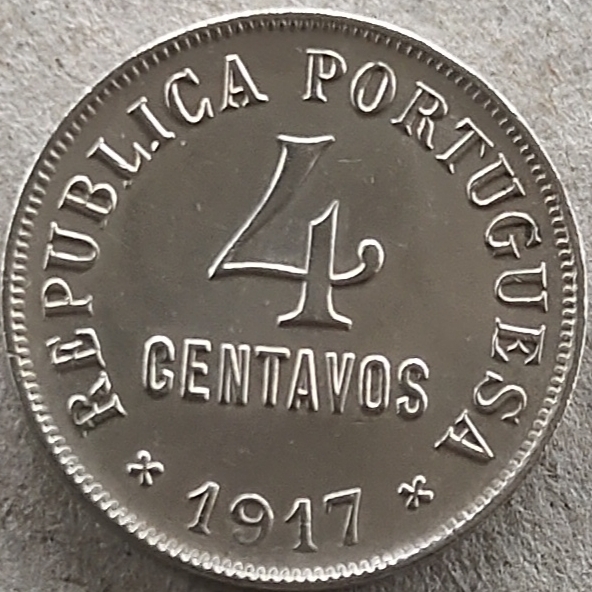 REPUBLICA PORTUGUESA
4
CENTAVOS
* 1917 *